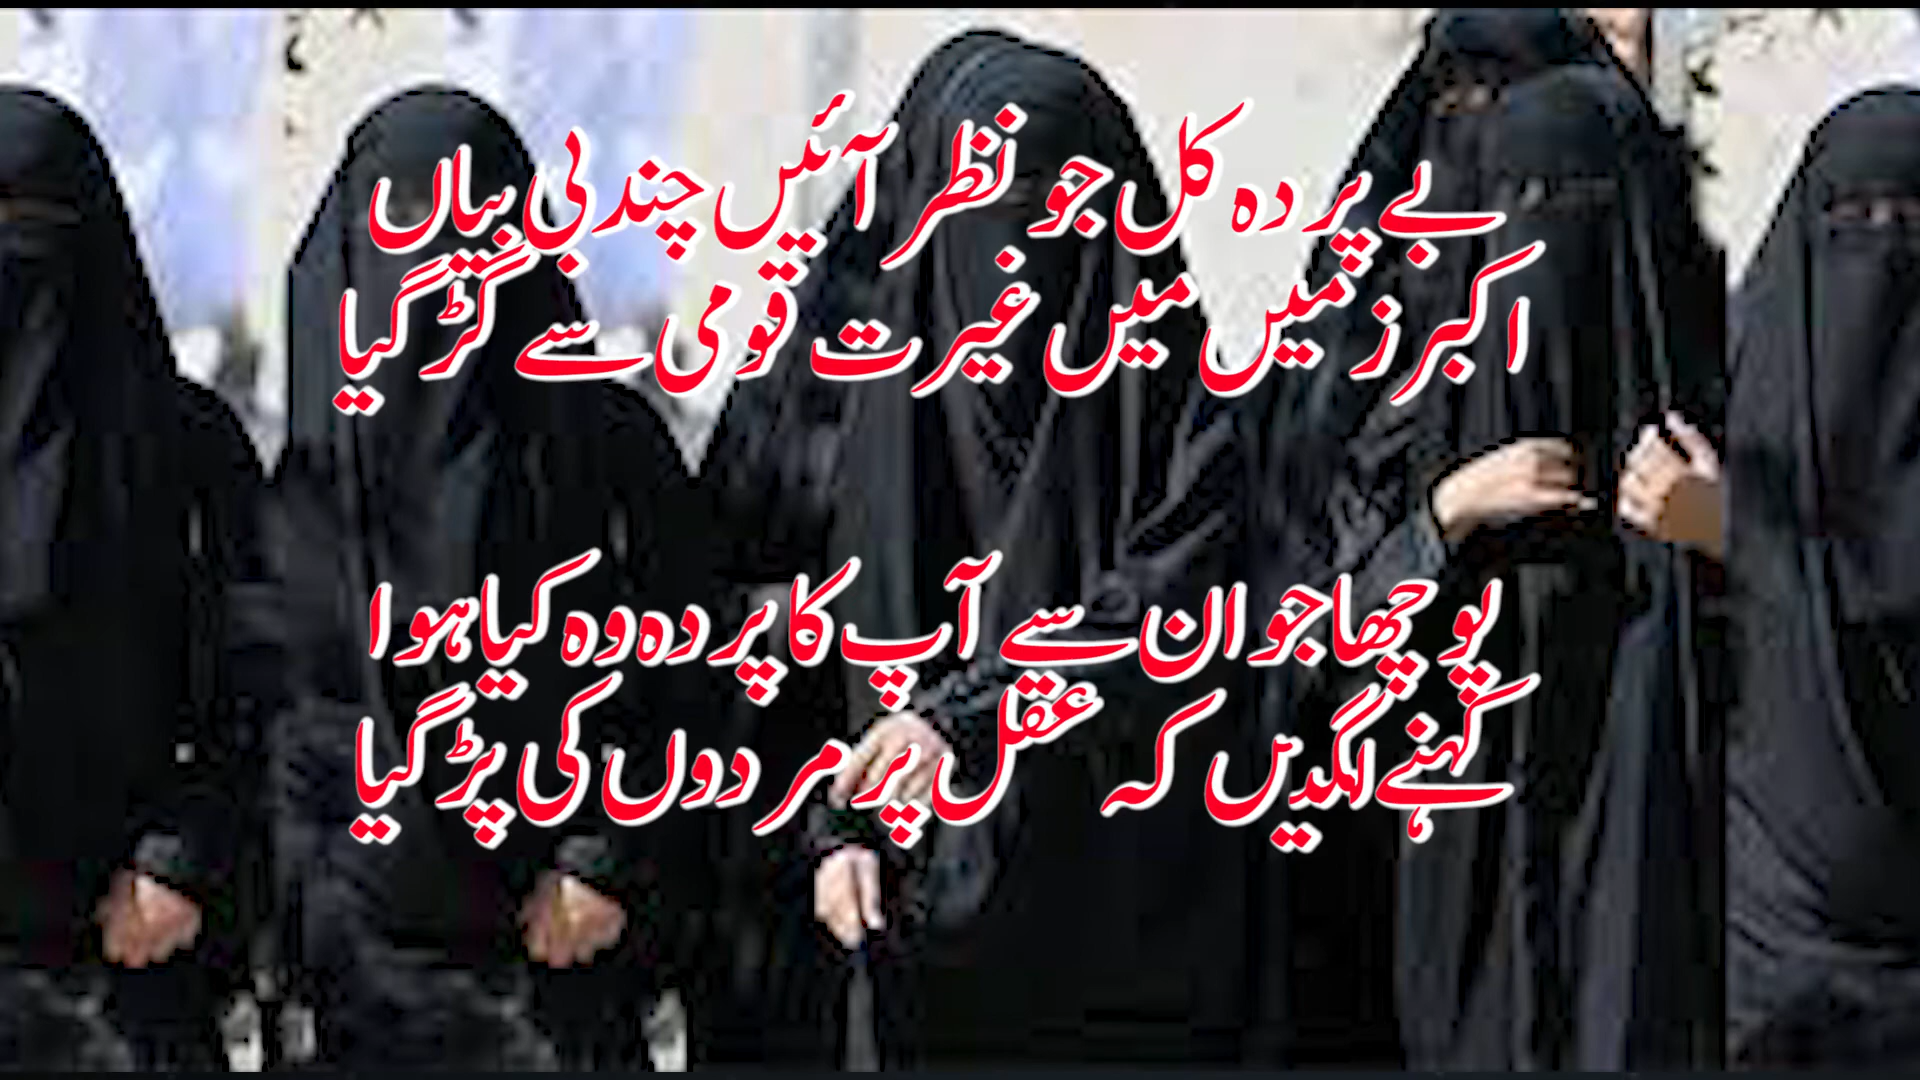 بے پردہ کل جو نظر آئیں چند بی بیاں
اکبر زمیں میں غیرت قومی سے گڑ گیا
پوچھا جو ان سے آپ کا پردہ وہ کیا ہوا
کہنے لگیں کہ عقل پر مردوں کی پڑ گیا